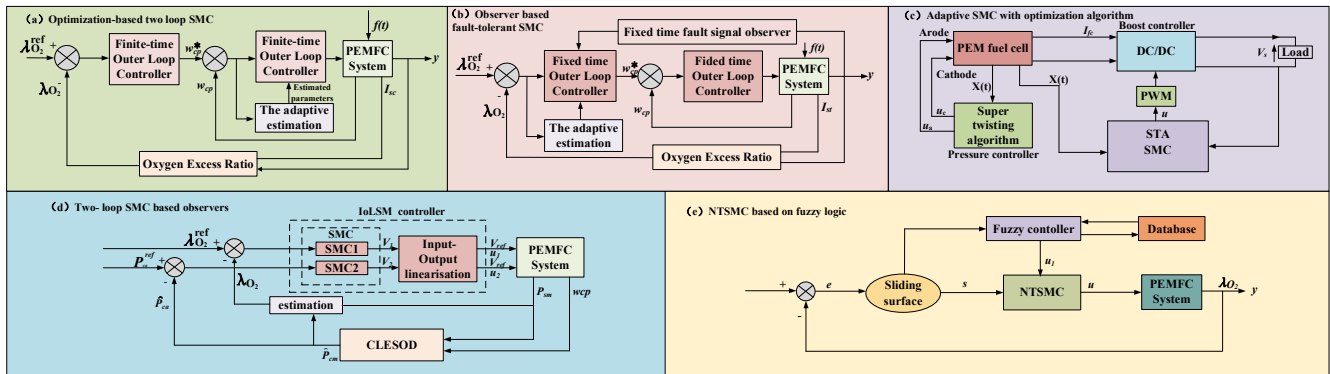 (a) Optimization-based two loop SMC
f(t)
λO₂ ref
+
-
λO₂
Finite-time
Outer Loop
Controller
w*cp
wcp
Finite-time
Outer Loop
Controller
Estimated
parameters
The adaptive
estimation
PEMFC
System
Isc
y
Oxygen Excess Ratio
(b) Observer based
fault-tolerant SMC
Fixed time fault signal observer
f(t)
λO₂ ref
+
-
λO₂
Fixed time
Outer Loop
Controller
w*cp
wcp
Fided time
Outer Loop
Controller
The adaptive
estimation
PEMFC
System
Ist
y
Oxygen Excess Ratio
(c) Adaptive SMC with optimization algorithm
Boost controller
Arode
PEM fuel cell
Ifc
DC/DC
Vs
Load
Cathode
X(t)
X(t)
PWM
u
uc
ua
Super
twisting
algorithm
Pressure controller
STA
SMC
(d) Two- loop SMC based observers
IoLSM controller
λO₂ ref
+
-
λO₂
+
-
P̂ca
SMC
SMC1
SMC2
V1
V2
Input-
Output
linearisation
Vref
u1
Vref
u2
PEMFC
System
Psm
wcp
estimation
P̂cm
CLESOD
(e) NTSMC based on fuzzy logic
Fuzzy contoller
Database
u1
+
-
e
Sliding
surface
s
NTSMC
u
PEMFC
System
λO₂
y